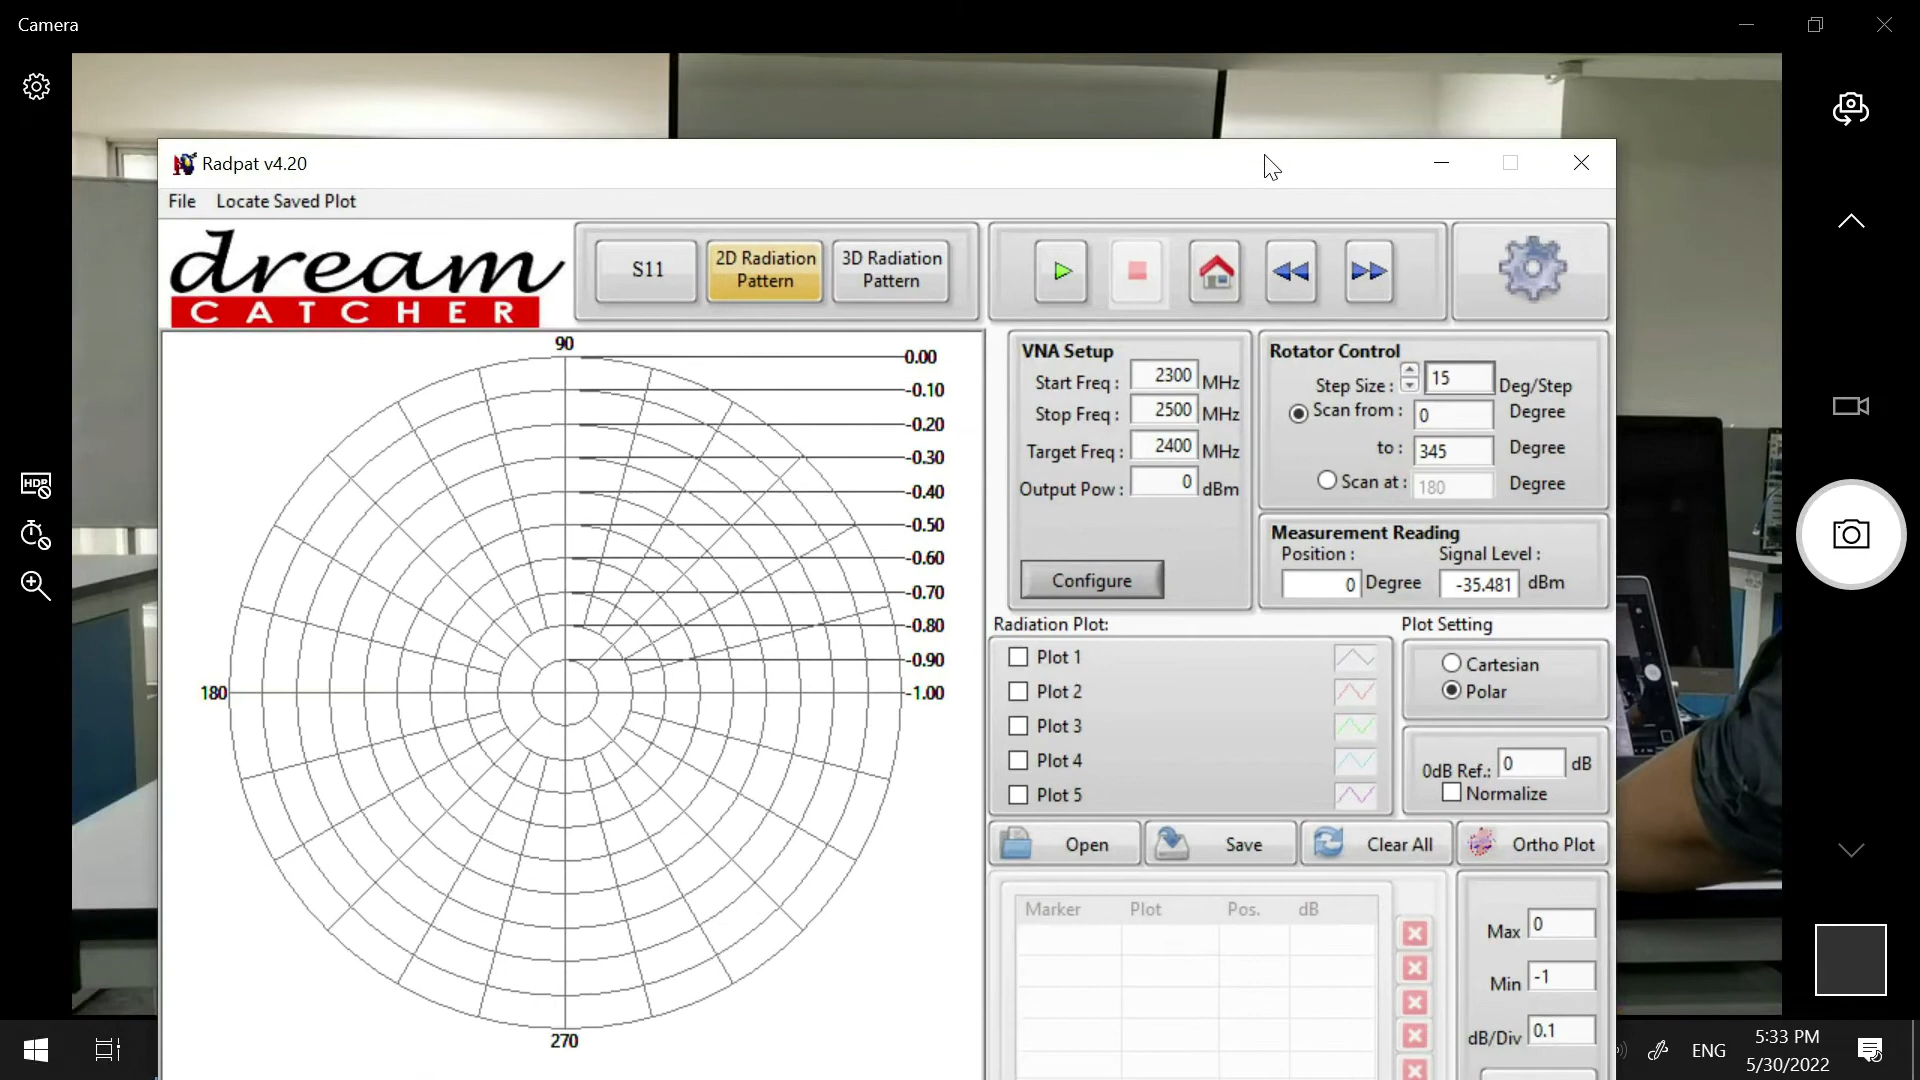 Camera
Radpat v4.20
File Locate Saved Plot
dream
CATCHER
S11
2D Radiation
Pattern
3D Radiation
Pattern
90
0.00
-0.10
-0.20
-0.30
-0.40
-0.50
-0.60
-0.70
-0.80
-0.90
180
-1.00
270
VNA Setup
Start Freq : 2300 MHz
Stop Freq : 2500 MHz
Target Freq : 2400 MHz
Output Pow : 0 dBm
Configure
Rotator Control
Step Size : 15 Deg/Step
Scan from : 0 Degree
to : 345 Degree
Scan at : 180 Degree
Measurement Reading
Position : Signal Level :
0 Degree -35.481 dBm
Radiation Plot:
Plot 1
Plot 2
Plot 3
Plot 4
Plot 5
Plot Setting
Cartesian
Polar
0dB Ref.: 0 dB
Normalize
Open Save Clear All Ortho Plot
Marker Plot Pos. dB
Max 0
Min -1
dB/Div 0.1
HDR
ENG
5:33 PM
5/30/2022